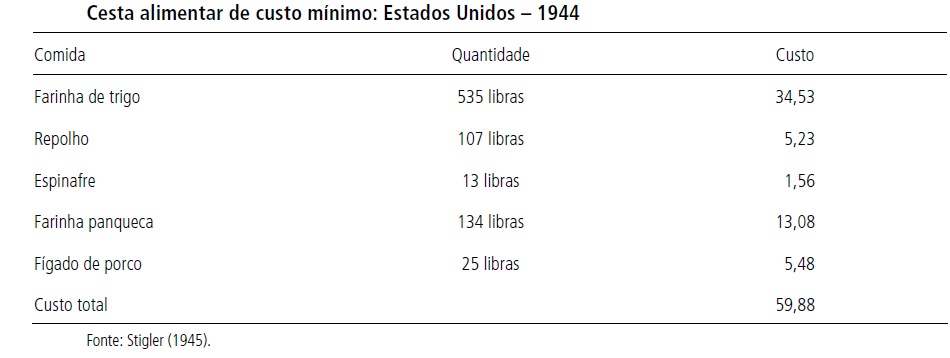 Cesta alimentar de custo mínimo: Estados Unidos – 1944
Comida Quantidade Custo
Farinha de trigo 535 libras 34,53
Repolho 107 libras 5,23
Espinafre 13 libras 1,56
Farinha panqueca 134 libras 13,08
Fígado de porco 25 libras 5,48
Custo total 59,88
Fonte: Stigler (1945).